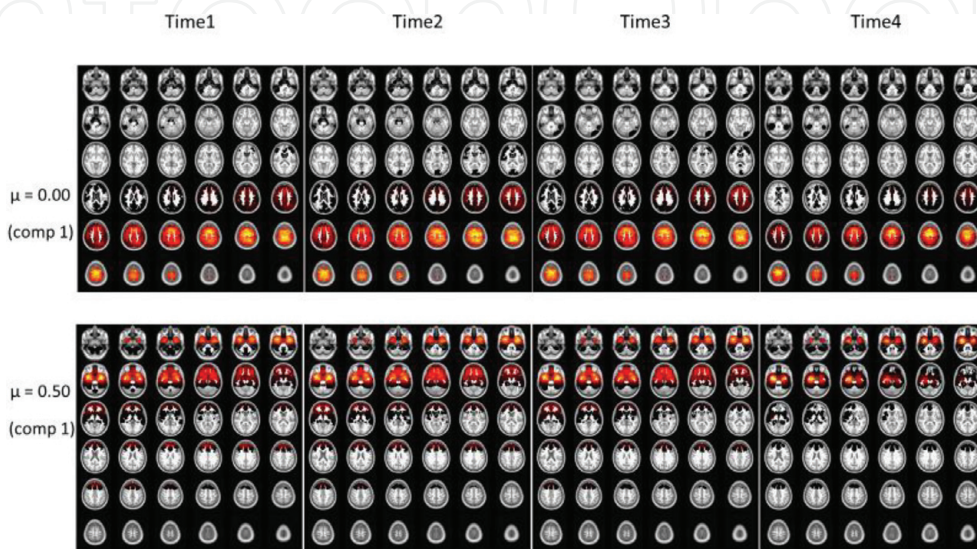 Time1 Time2 Time3 Time4
μ = 0.00
(comp 1)
μ = 0.50
(comp 1)